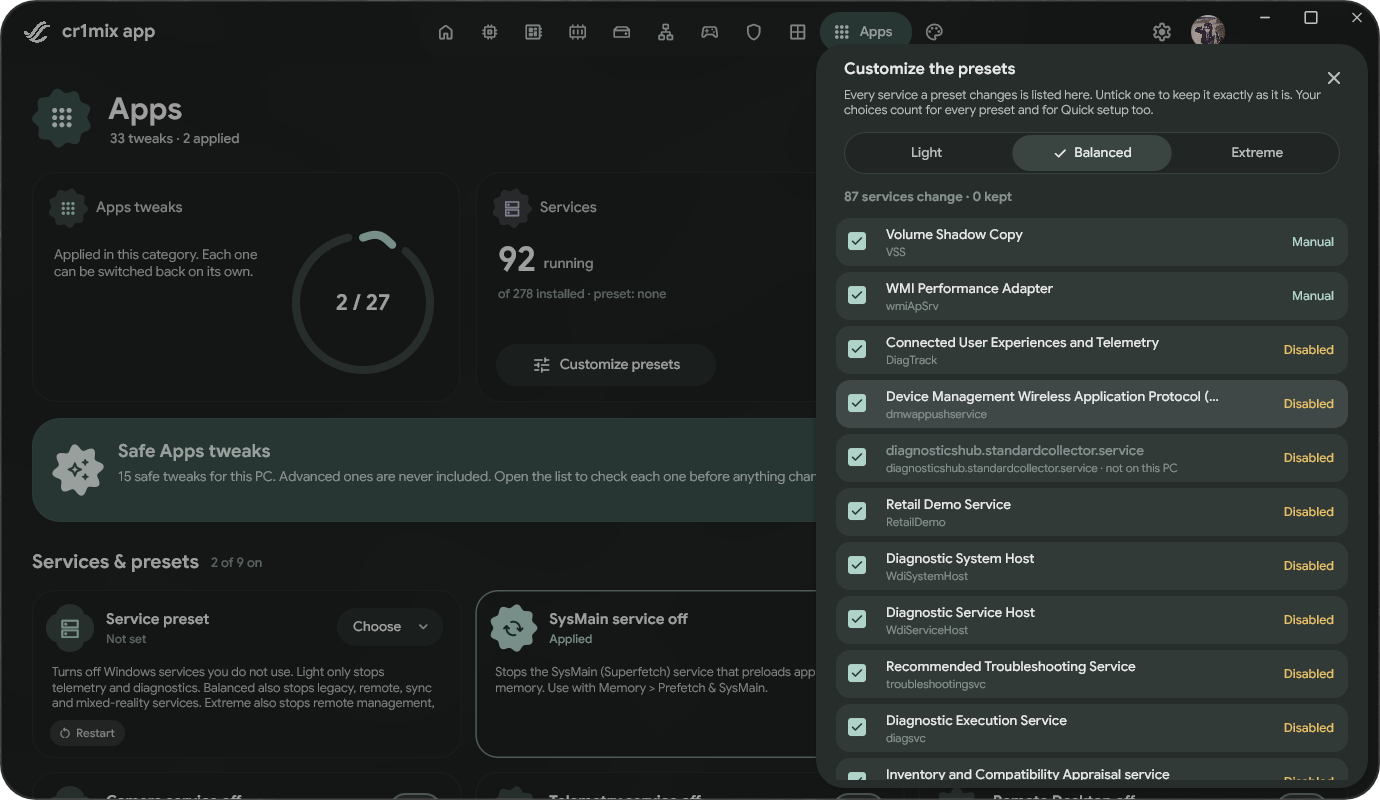 cr1mix app
Apps
Apps
33 tweaks · 2 applied
Apps tweaks
Applied in this category. Each one
can be switched back on its own.
2 / 27
Services
92 running
of 278 installed · preset: none
Customize presets
Safe Apps tweaks
15 safe tweaks for this PC. Advanced ones are never included. Open the list to check each one before anything chan
Services & presets 2 of 9 on
Service preset
Not set
Choose
Turns off Windows services you do not use. Light only stops
telemetry and diagnostics. Balanced also stops legacy, remote, sync
and mixed-reality services. Extreme also stops remote management,
Restart
SysMain service off
Applied
Stops the SysMain (Superfetch) service that preloads app
memory. Use with Memory > Prefetch & SysMain.
Camera service off
Telemetry service off
Remote Desktop off
Customize the presets
Every service a preset changes is listed here. Untick one to keep it exactly as it is. Your
choices count for every preset and for Quick setup too.
Light
Balanced
Extreme
87 services change · 0 kept
Volume Shadow Copy
VSS
Manual
WMI Performance Adapter
wmiApSrv
Manual
Connected User Experiences and Telemetry
DiagTrack
Disabled
Device Management Wireless Application Protocol (...
dmwappushservice
Disabled
diagnosticshub.standardcollector.service
diagnosticshub.standardcollector.service · not on this PC
Disabled
Retail Demo Service
RetailDemo
Disabled
Diagnostic System Host
WdiSystemHost
Disabled
Diagnostic Service Host
WdiServiceHost
Disabled
Recommended Troubleshooting Service
troubleshootingsvc
Disabled
Diagnostic Execution Service
diagsvc
Disabled
Inventory and Compatibility Appraisal service
Disabled